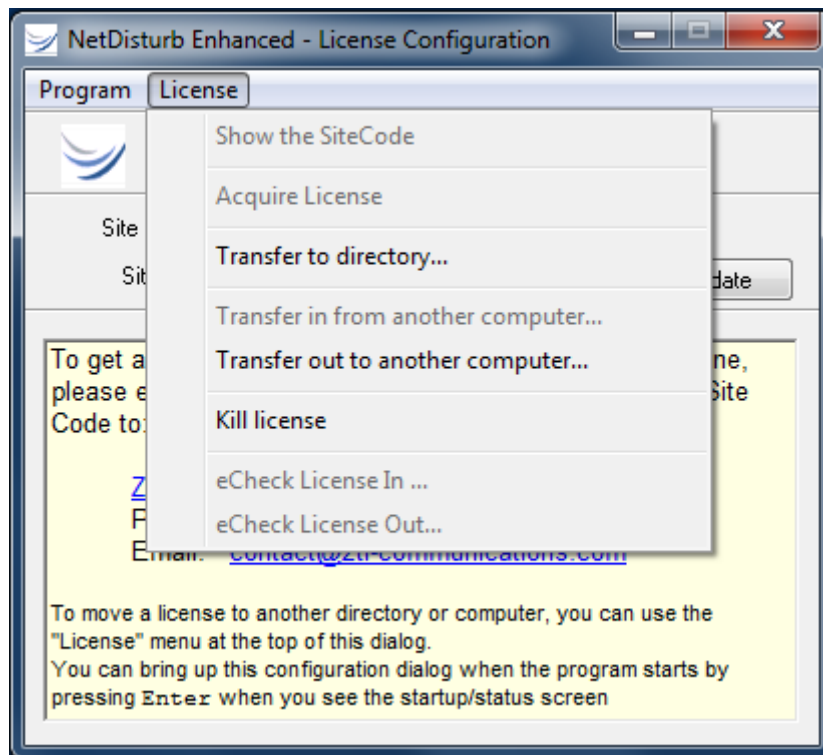 NetDisturb Enhanced - License Configuration
Program License
Show the SiteCode
Acquire License
Site
Transfer to directory...
Transfer in from another computer...
Transfer out to another computer...
Kill license
eCheck License In ...
eCheck License Out...
To get a
please e Site
Code to:
Email: contact@zti-communications.com
To move a license to another directory or computer, you can use the
"License" menu at the top of this dialog.
You can bring up this configuration dialog when the program starts by
pressing Enter when you see the startup/status screen